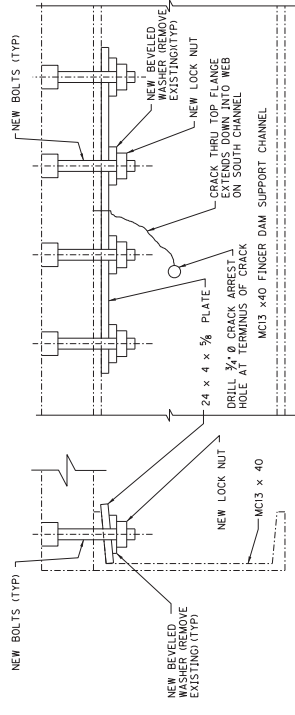 NEW BOLTS (TYP)
NEW BEVELED
WASHER (REMOVE
EXISTING) (TYP)
NEW LOCK NUT
MC13 × 40
24 × 4 × 5/8 PLATE
NEW BOLTS (TYP)
NEW BEVELED
WASHER (REMOVE
EXISTING)(TYP)
NEW LOCK NUT
CRACK THRU TOP FLANGE
EXTENDS DOWN INTO WEB
ON SOUTH CHANNEL
DRILL 3/4" Ø CRACK ARREST
HOLE AT TERMINUS OF CRACK
MC13 ×40 FINGER DAM SUPPORT CHANNEL